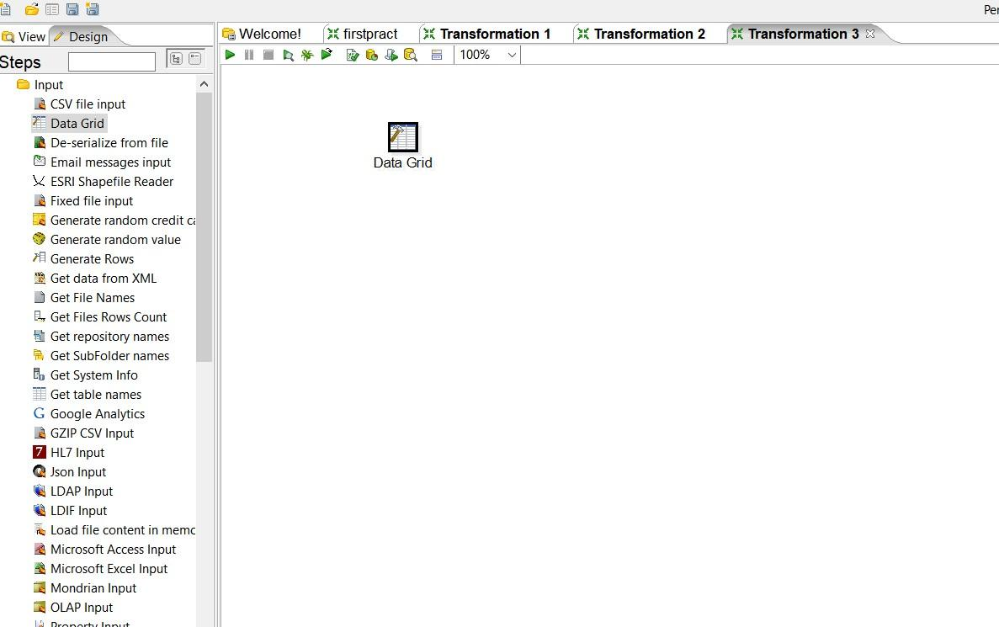 Per
View Design
Welcome! firstpract Transformation 1 Transformation 2 Transformation 3
Steps
100%
Input
CSV file input
Data Grid
De-serialize from file
Email messages input
ESRI Shapefile Reader
Fixed file input
Generate random credit ca
Generate random value
Generate Rows
Get data from XML
Get File Names
Get Files Rows Count
Get repository names
Get SubFolder names
Get System Info
Get table names
Google Analytics
GZIP CSV Input
HL7 Input
Json Input
LDAP Input
LDIF Input
Load file content in memo
Microsoft Access Input
Microsoft Excel Input
Mondrian Input
OLAP Input
Property Input
Data Grid